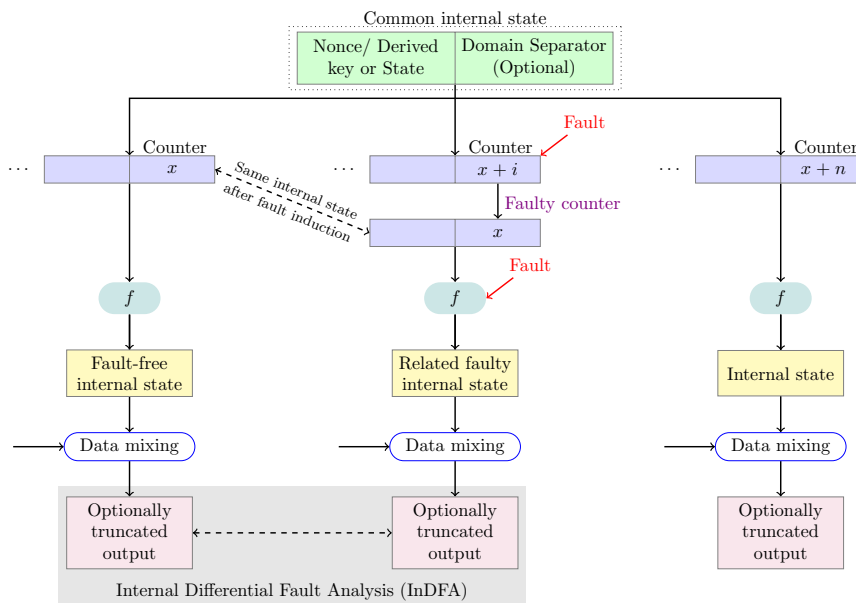 Common internal state
Nonce/ Derived
key or State
Domain Separator
(Optional)
Fault
Counter
Counter
Counter
· · ·
x
· · ·
x + i
· · ·
x + n
Same internal state
after fault induction
Faulty counter
x
Fault
f
f
f
Fault-free
internal state
Related faulty
internal state
Internal state
Data mixing
Data mixing
Data mixing
Optionally
truncated
output
Optionally
truncated
output
Optionally
truncated
output
Internal Differential Fault Analysis (InDFA)